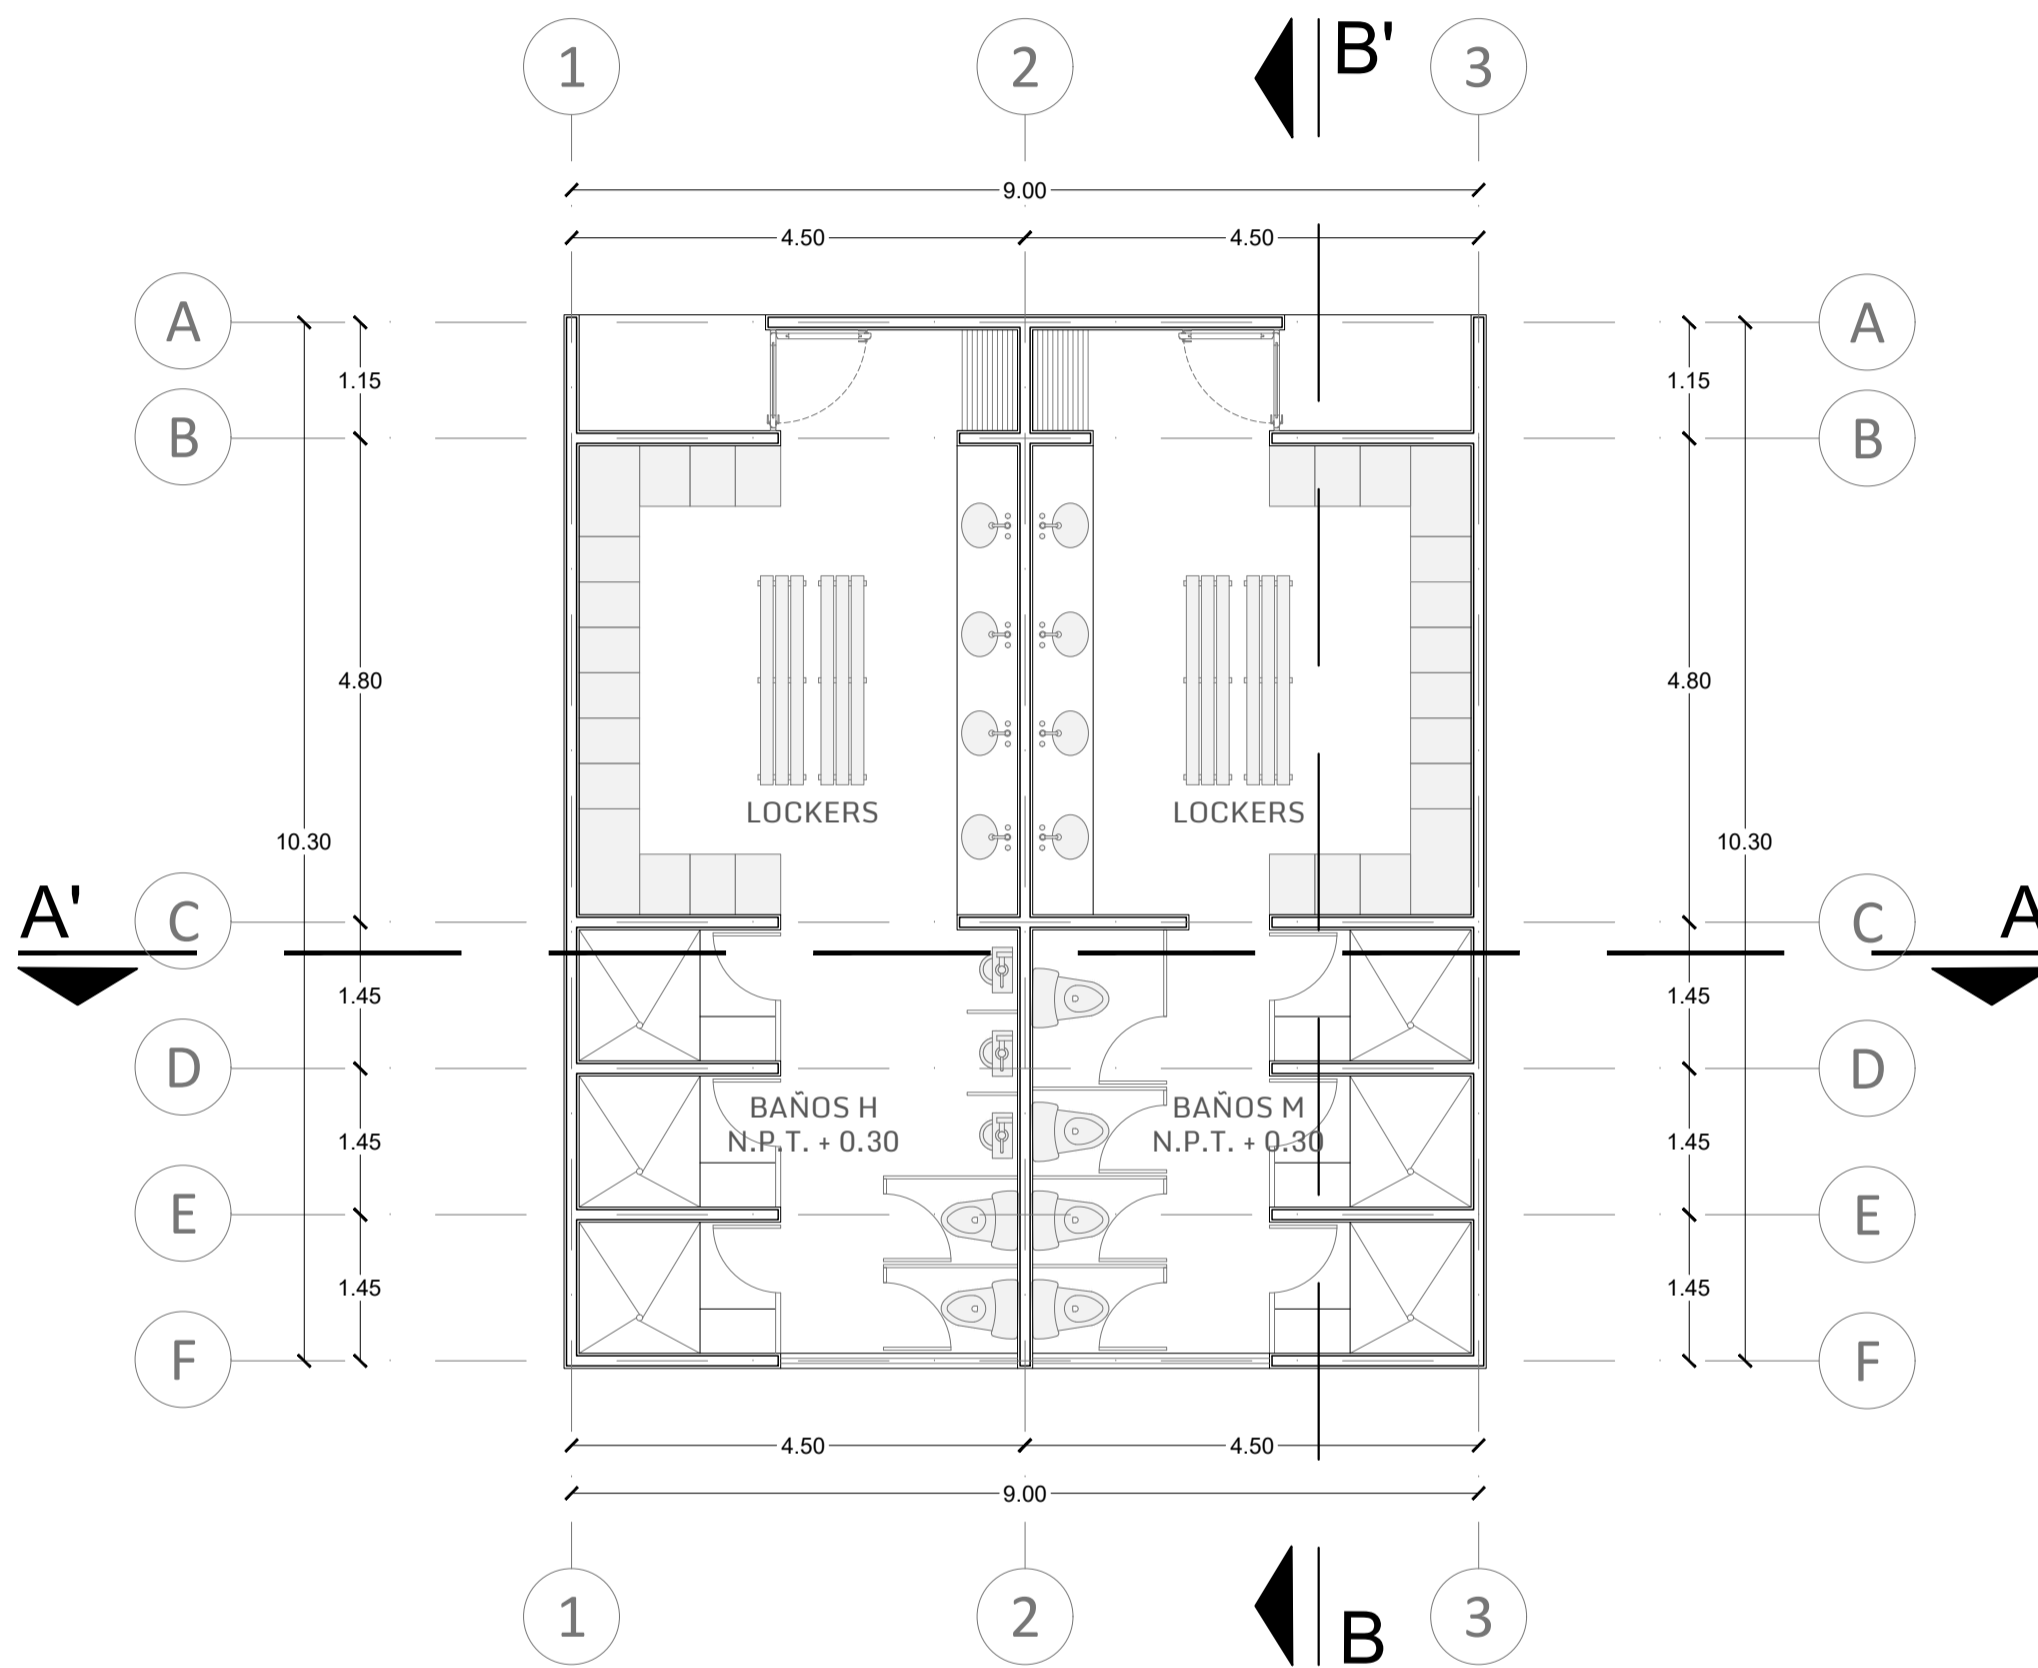 1 2 B' 3
9.00
4.50 4.50
A A
1.15 1.15
B B
4.80 4.80
LOCKERS LOCKERS
10.30 10.30
A' C C A
1.45 1.45
D D
BAÑOS H BAÑOS M
N.P.T. + 0.30 N.P.T. + 0.30
1.45 1.45
E E
1.45 1.45
F F
4.50 4.50
9.00
1 2 B 3